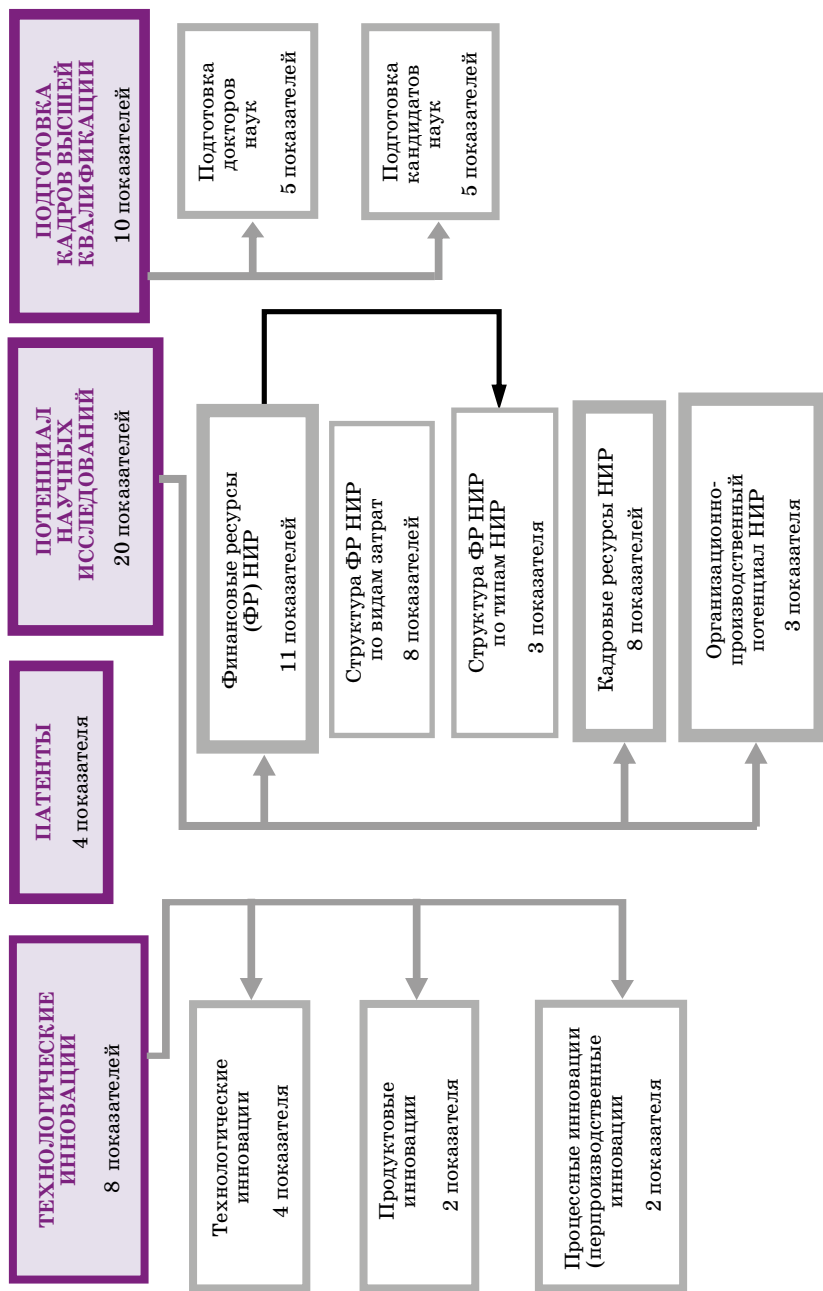 ТЕХНОЛОГИЧЕСКИЕ
ИННОВАЦИИ
8 показателей
Технологические
инновации
4 показателя
Продуктовые
инновации
2 показателя
Процессные инновации
(перпроизводственные
инновации
2 показателя
ПАТЕНТЫ
4 показателя
ПОТЕНЦИАЛ
НАУЧНЫХ
ИССЛЕДОВАНИЙ
20 показателей
Финансовые ресурсы
(ФР) НИР
11 показателей
Структура ФР НИР
по видам затрат
8 показателей
Структура ФР НИР
по типам НИР
3 показателя
Кадровые ресурсы НИР
8 показателей
Организационно-
производственный
потенциал НИР
3 показателя
ПОДГОТОВКА
КАДРОВ ВЫСШЕЙ
КВАЛИФИКАЦИИ
10 показателей
Подготовка
докторов
наук
5 показателей
Подготовка
кандидатов
наук
5 показателей